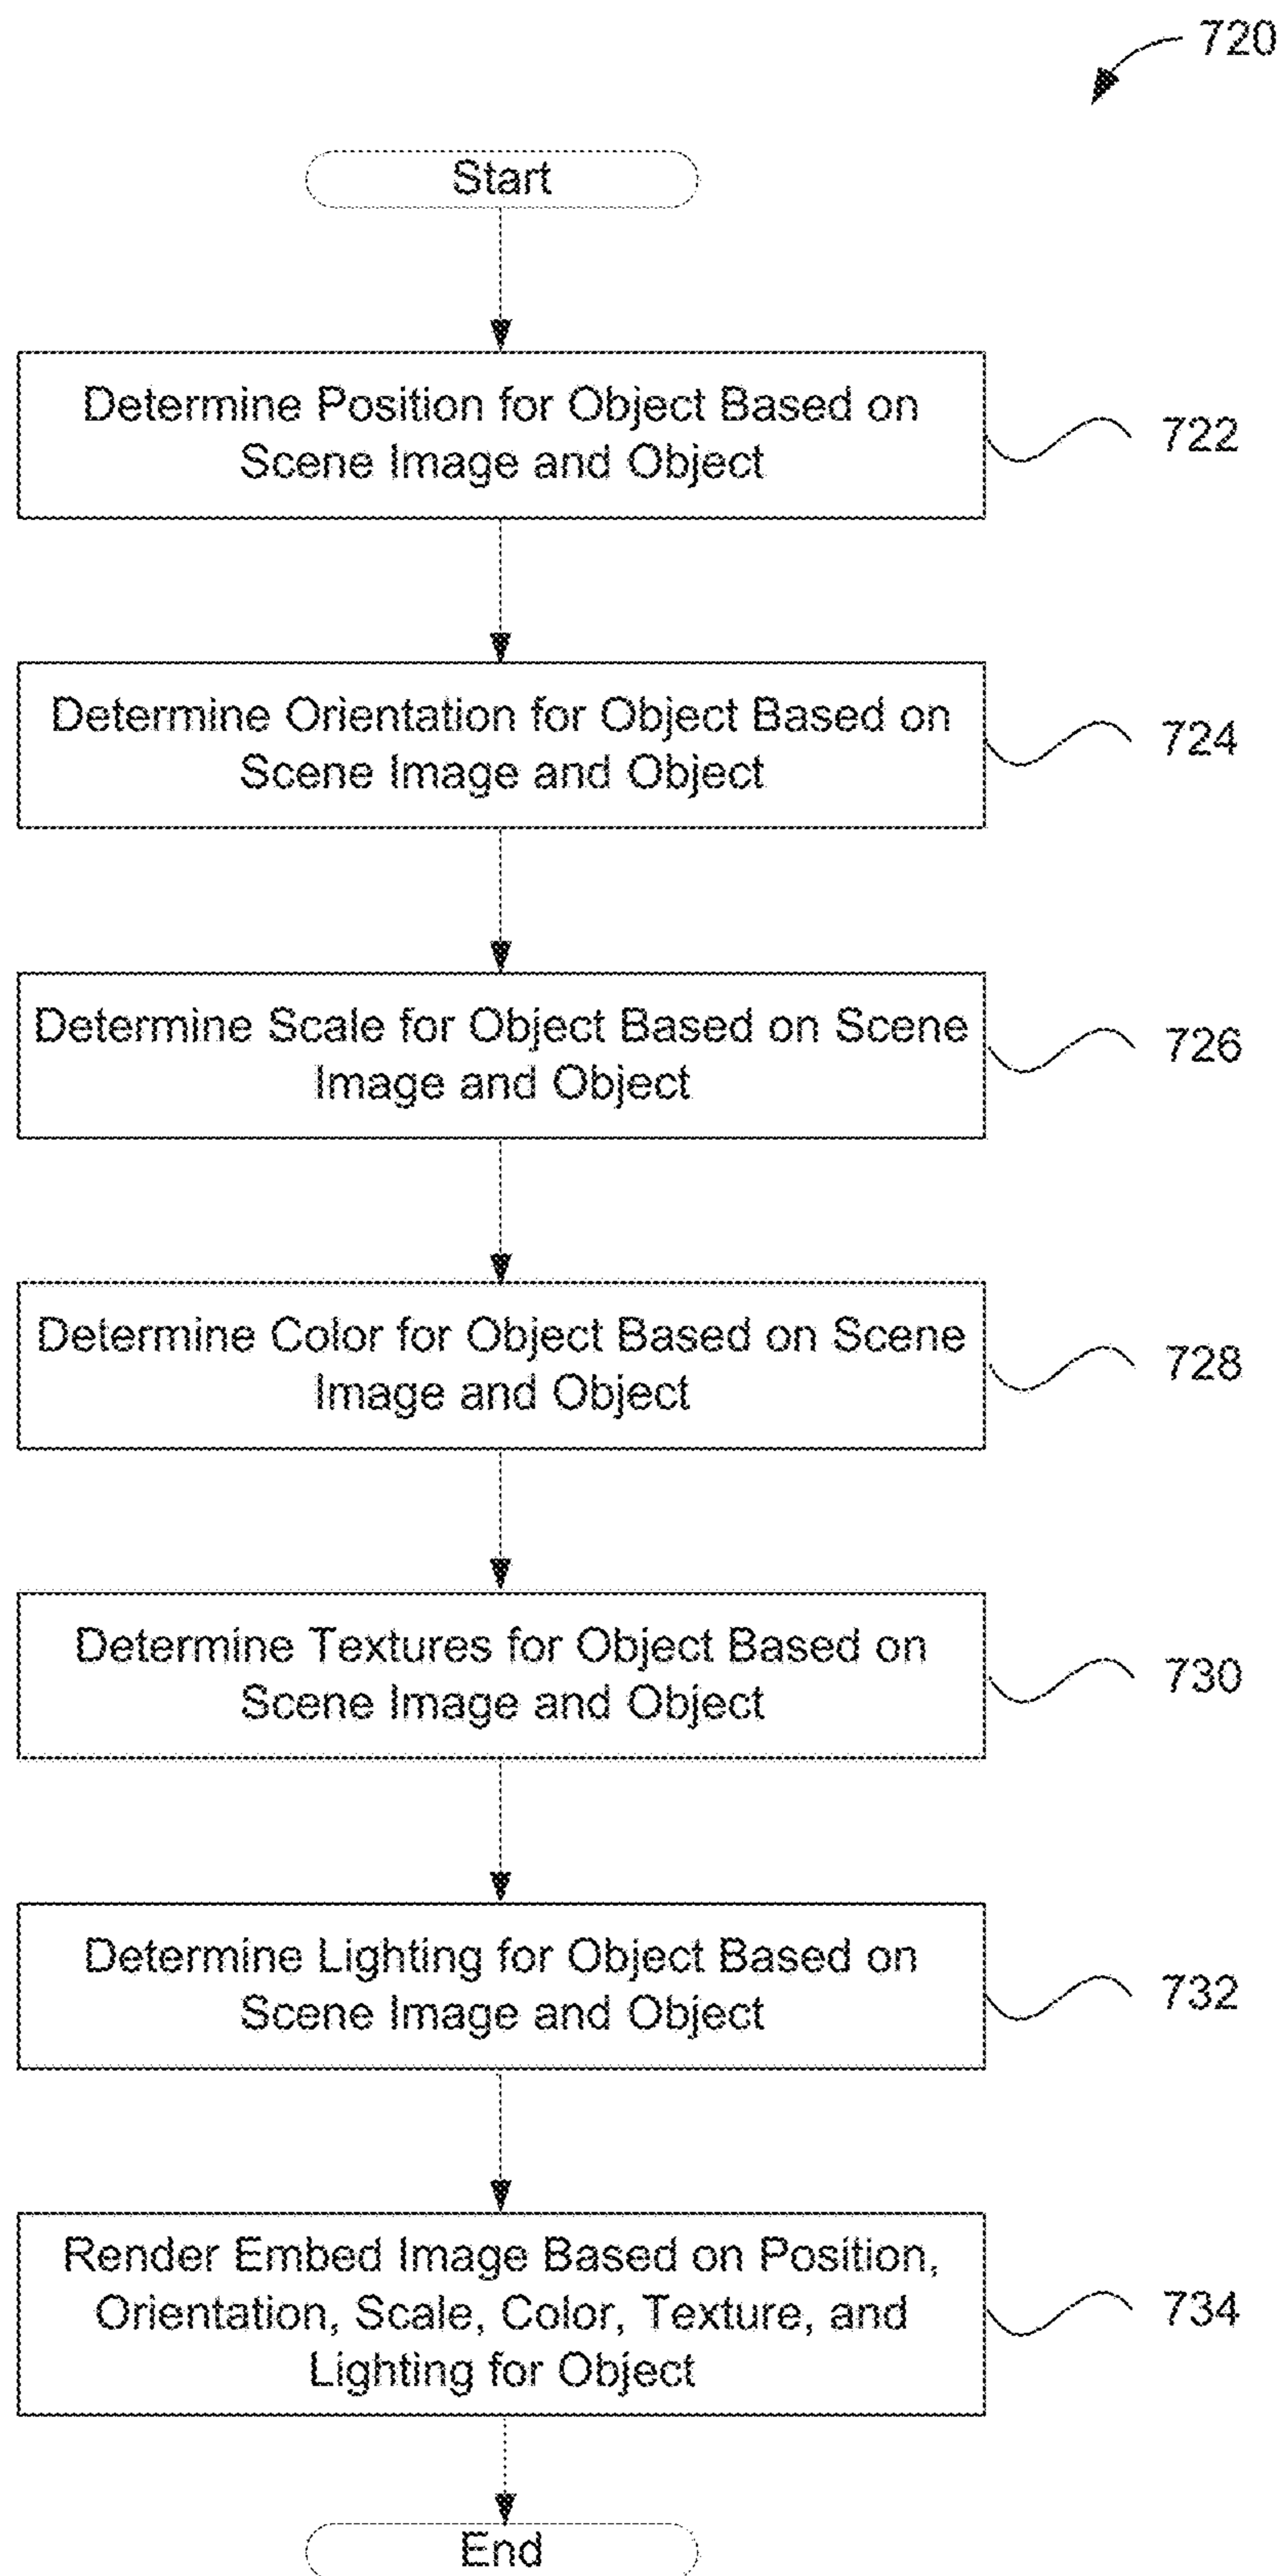 720
Start
Determine Position for Object Based on
Scene Image and Object
722
Determine Orientation for Object Based on
Scene Image and Object
724
Determine Scale for Object Based on Scene
Image and Object
726
Determine Color for Object Based on Scene
Image and Object
728
Determine Textures for Object Based on
Scene Image and Object
730
Determine Lighting for Object Based on
Scene Image and Object
732
Render Embed Image Based on Position,
Orientation, Scale, Color, Texture, and
Lighting for Object
734
End